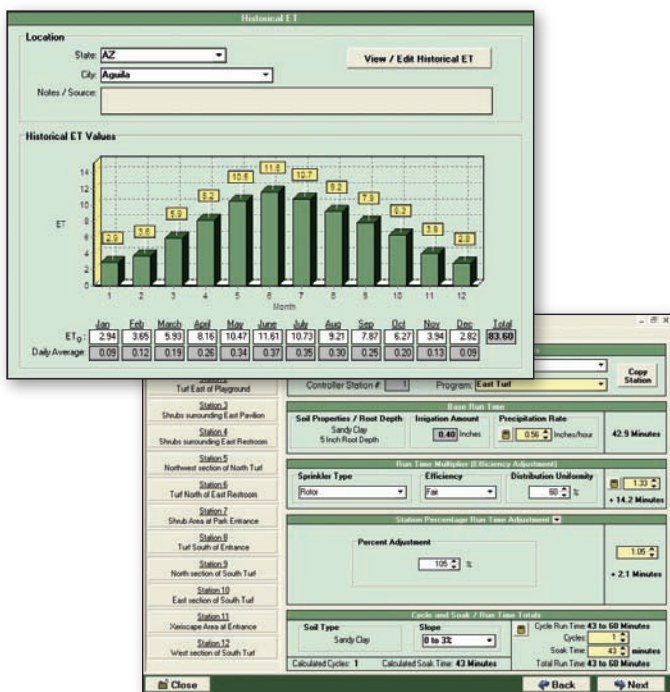 Historical ET
Location
State: AZ
City: Aguila
View / Edit Historical ET
Notes / Source:
Historical ET Values
ET
14
12
10
8
6
4
2
0
2.9
3.6
5.9
8.2
10.5
11.6
10.7
9.2
7.9
6.3
3.9
2.8
1 2 3 4 5 6 7 8 9 10 11 12
Month
Jan Feb March April May June July Aug Sep Oct Nov Dec Total
ETo: 2.94 3.65 5.93 8.16 10.47 11.61 10.73 9.21 7.87 6.27 3.94 2.82 83.60
Daily Average: 0.09 0.12 0.19 0.26 0.34 0.37 0.35 0.30 0.25 0.20 0.13 0.09
Turf East of Playground
Station 3
Shrubs surrounding East Pavilion
Station 4
Shrubs surrounding East Restroom
Station 5
Northwest section of North Turf
Station 6
Turf North of East Restroom
Station 7
Shrub Area at Park Entrance
Station 8
Turf South of Entrance
Station 9
North section of South Turf
Station 10
East section of South Turf
Station 11
Xeriscape Area at Entrance
Station 12
West section of South Turf
Controller Station #: 1 Program: East Turf
Copy Station
Base Run Time
Soil Properties / Root Depth
Sandy Clay
5 Inch Root Depth
Irrigation Amount
0.40 Inches
Precipitation Rate
0.56 Inches/hour
42.9 Minutes
Run Time Multiplier (Efficiency Adjustment)
Sprinkler Type
Rotor
Efficiency
Fair
Distribution Uniformity
60 %
1.33
+ 14.2 Minutes
Station Percentage Run Time Adjustment
Percent Adjustment
105 %
1.05
+ 2.1 Minutes
Cycle and Soak / Run Time Totals
Soil Type
Sandy Clay
Slope
0 to 3%
Cycle Run Time: 43 to 60 Minutes
Cycles: 1
Soak Time: 43 minutes
Calculated Cycles: 1 Calculated Soak Time: 43 Minutes
Total Run Time: 43 to 60 Minutes
Close
Back
Next